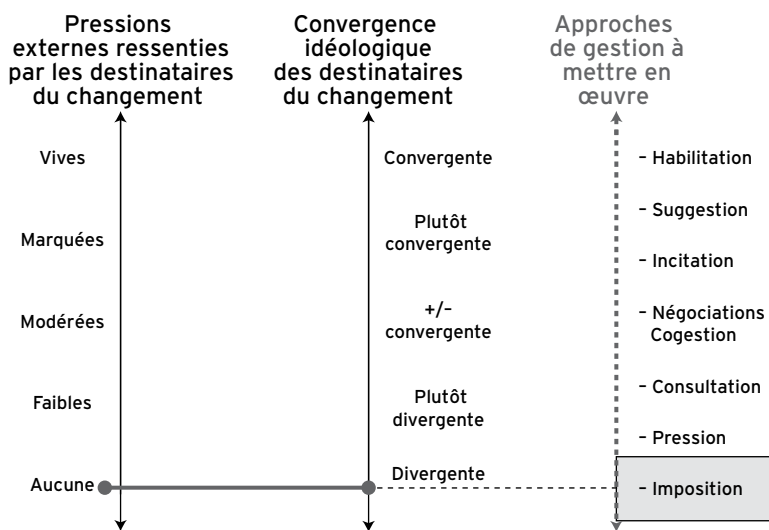 Pressions
externes ressenties
par les destinataires
du changement
Convergence
idéologique
des destinataires
du changement
Approches
de gestion à
mettre en
œuvre
Vives
Marquées
Modérées
Faibles
Aucune
Convergente
Plutôt
convergente
+/–
convergente
Plutôt
divergente
Divergente
– Habilitation
– Suggestion
– Incitation
– Négociations
Cogestion
– Consultation
– Pression
– Imposition